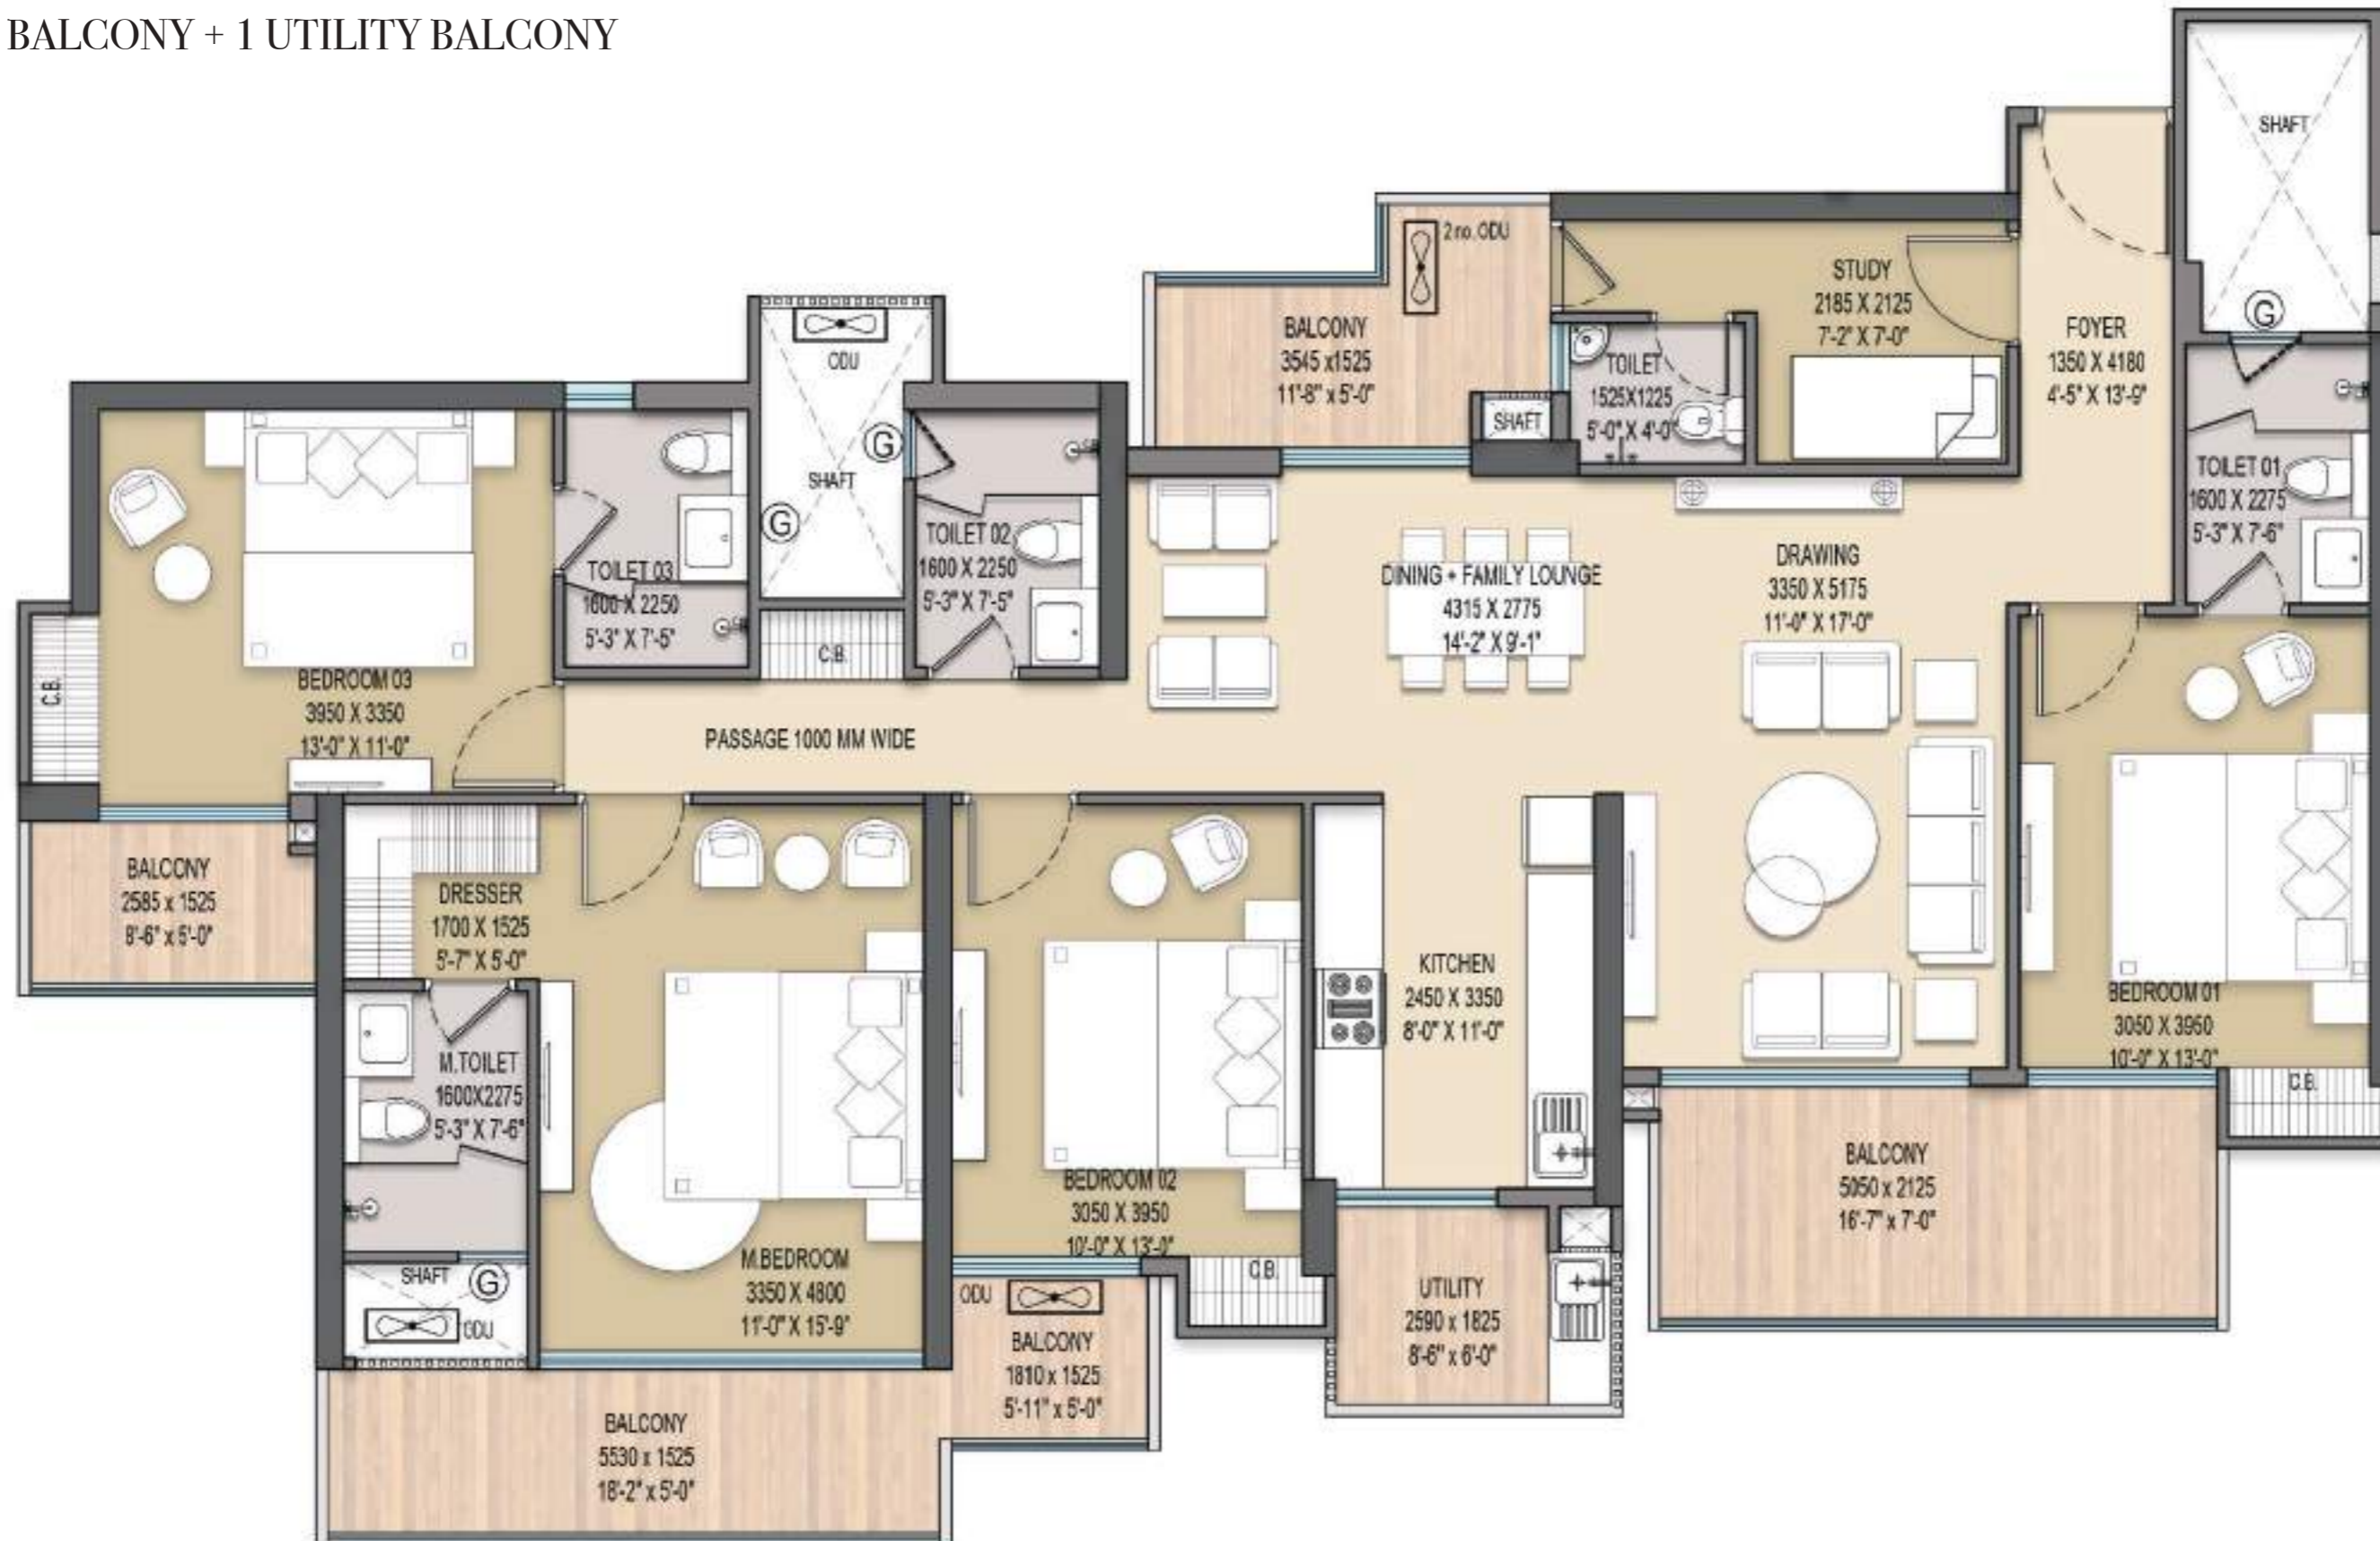 BALCONY + 1 UTILITY BALCONY
SHAFT
G
2 no. ODU
BALCONY
3545 x1525
11'-8" x 5'-0"
SHAFT
STUDY
2185 X 2125
7'-2" X 7'-0"
TOILET
1525X1225
5'-0" X 4'-0"
FOYER
1350 X 4180
4'-5" X 13'-9"
TOILET 01
1600 X 2275
5'-3" X 7'-6"
ODU
SHAFT
G
G
C.B.
TOILET 02
1600 X 2250
5'-3" X 7'-5"
TOILET 03
1600 X 2250
5'-3" X 7'-5"
BEDROOM 03
3950 X 3350
13'-0" X 11'-0"
C.B.
PASSAGE 1000 MM WIDE
DINING + FAMILY LOUNGE
4315 X 2775
14'-2" X 9'-1"
DRAWING
3350 X 5175
11'-0" X 17'-0"
BALCONY
2585 x 1525
8'-6" x 5'-0"
DRESSER
1700 X 1525
5'-7" X 5'-0"
M.TOILET
1600X2275
5'-3" X 7'-6"
SHAFT
G
ODU
M.BEDROOM
3350 X 4800
11'-0" X 15'-9"
BEDROOM 02
3050 X 3950
10'-0" X 13'-0"
C.B.
KITCHEN
2450 X 3350
8'-0" X 11'-0"
BEDROOM 01
3050 X 3950
10'-0" X 13'-0"
C.B.
BALCONY
5050 x 2125
16'-7" x 7'-0"
UTILITY
2590 x 1825
8'-6" x 6'-0"
ODU
BALCONY
1810 x 1525
5'-11" x 5'-0"
BALCONY
5530 x 1525
18'-2" x 5'-0"